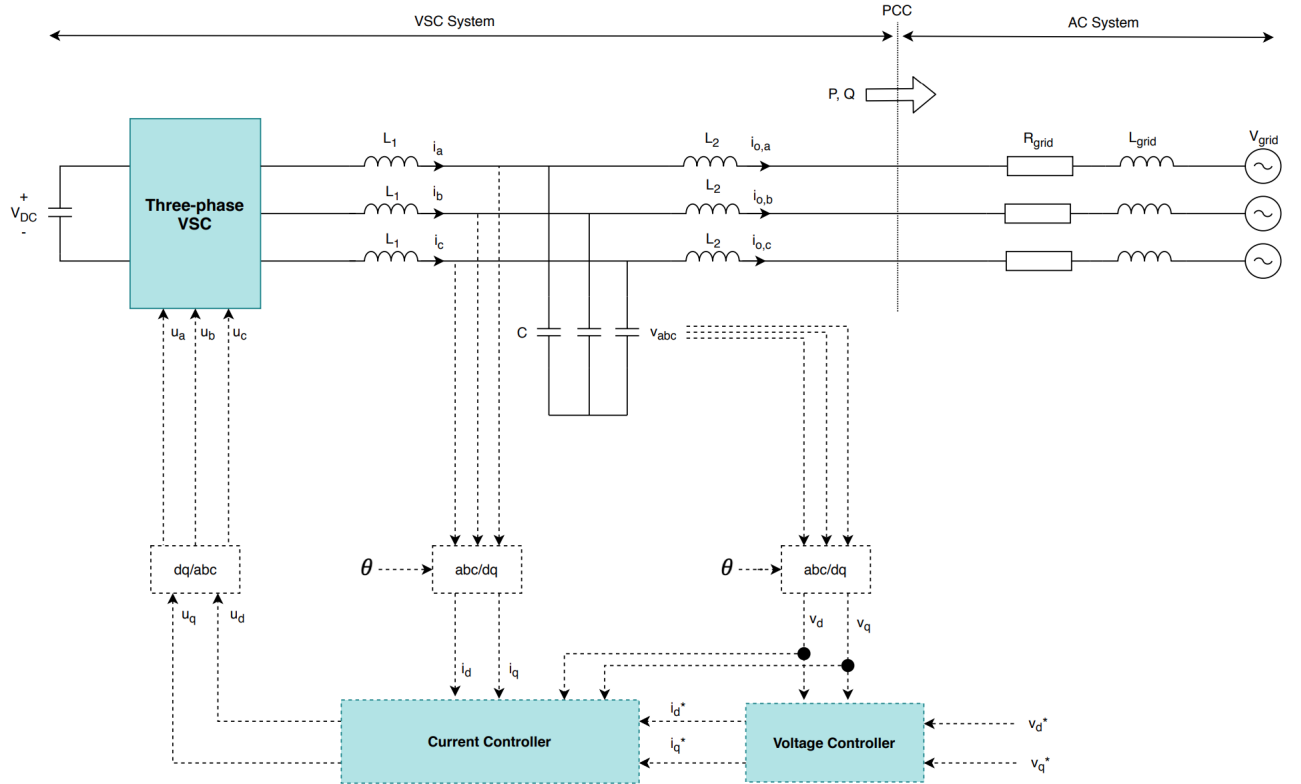 VSC System
PCC
AC System
P, Q
L1
ia
L2
io,a
Rgrid
Lgrid
Vgrid
+
VDC
-
Three-phase
VSC
L1
ib
L2
io,b
L1
ic
L2
io,c
ua
ub
uc
C
vabc
dq/abc
θ
abc/dq
θ
abc/dq
uq
ud
vd
vq
id
iq
id*
vd*
Current Controller
Voltage Controller
iq*
vq*